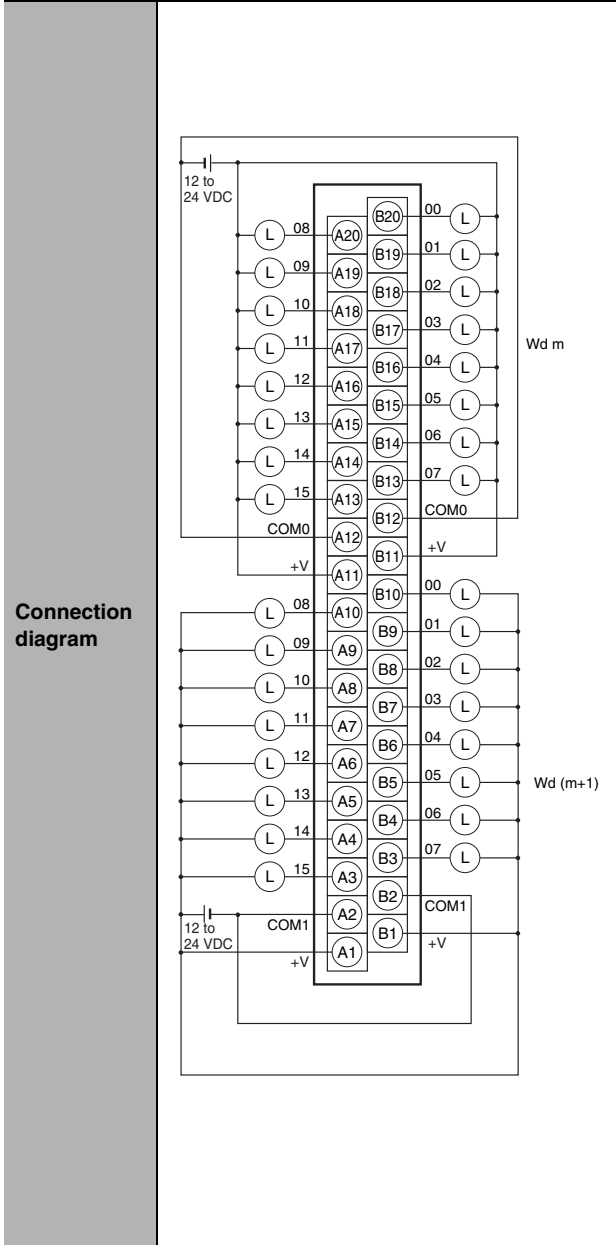 Connection
diagram
12 to
24 VDC
08 A20 B20 00 L
L 09 A19 B19 01 L
L 10 A18 B18 02 L
L 11 A17 B17 03 L
Wd m
L 12 A16 B16 04 L
L 13 A15 B15 05 L
L 14 A14 B14 06 L
L 15 A13 B13 07 L
L COM0 A12 B12 COM0
+V A11 B11 +V
L 08 A10 B10 00 L
L 09 A9 B9 01 L
L 10 A8 B8 02 L
L 11 A7 B7 03 L
L 12 A6 B6 04 L
L 13 A5 B5 05 L
Wd (m+1)
L 14 A4 B4 06 L
L 15 A3 B3 07 L
12 to
24 VDC
COM1 A2 B2 COM1
+V A1 B1 +V